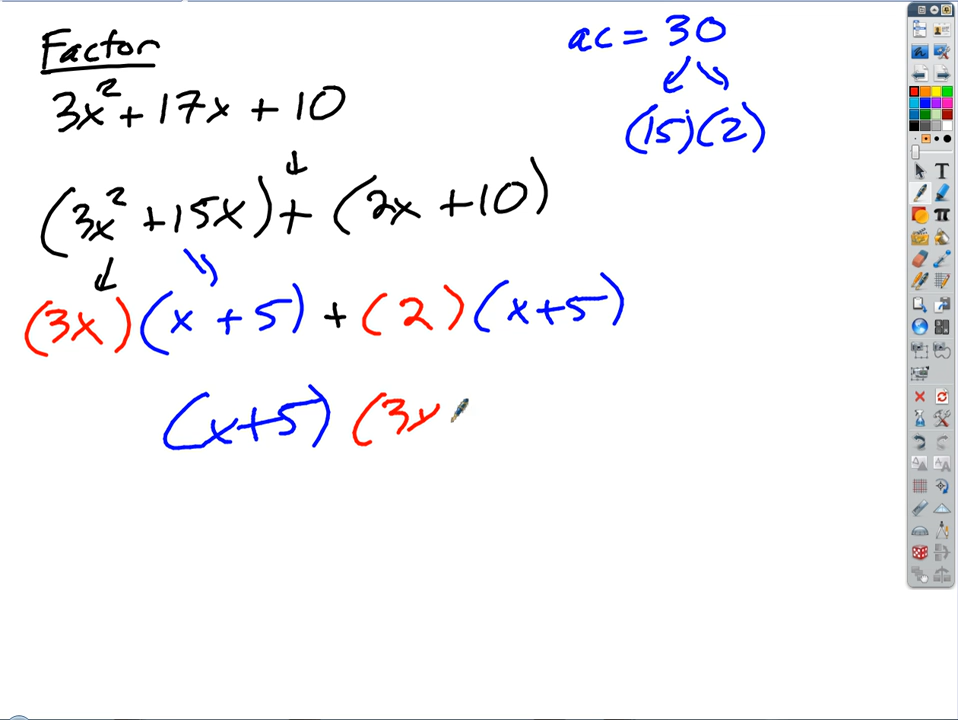 Factor
3x² + 17x + 10
ac = 30
(15)(2)
(3x² + 15x) + (2x + 10)
(3x)(x + 5) + (2)(x + 5)
(x + 5)(3x